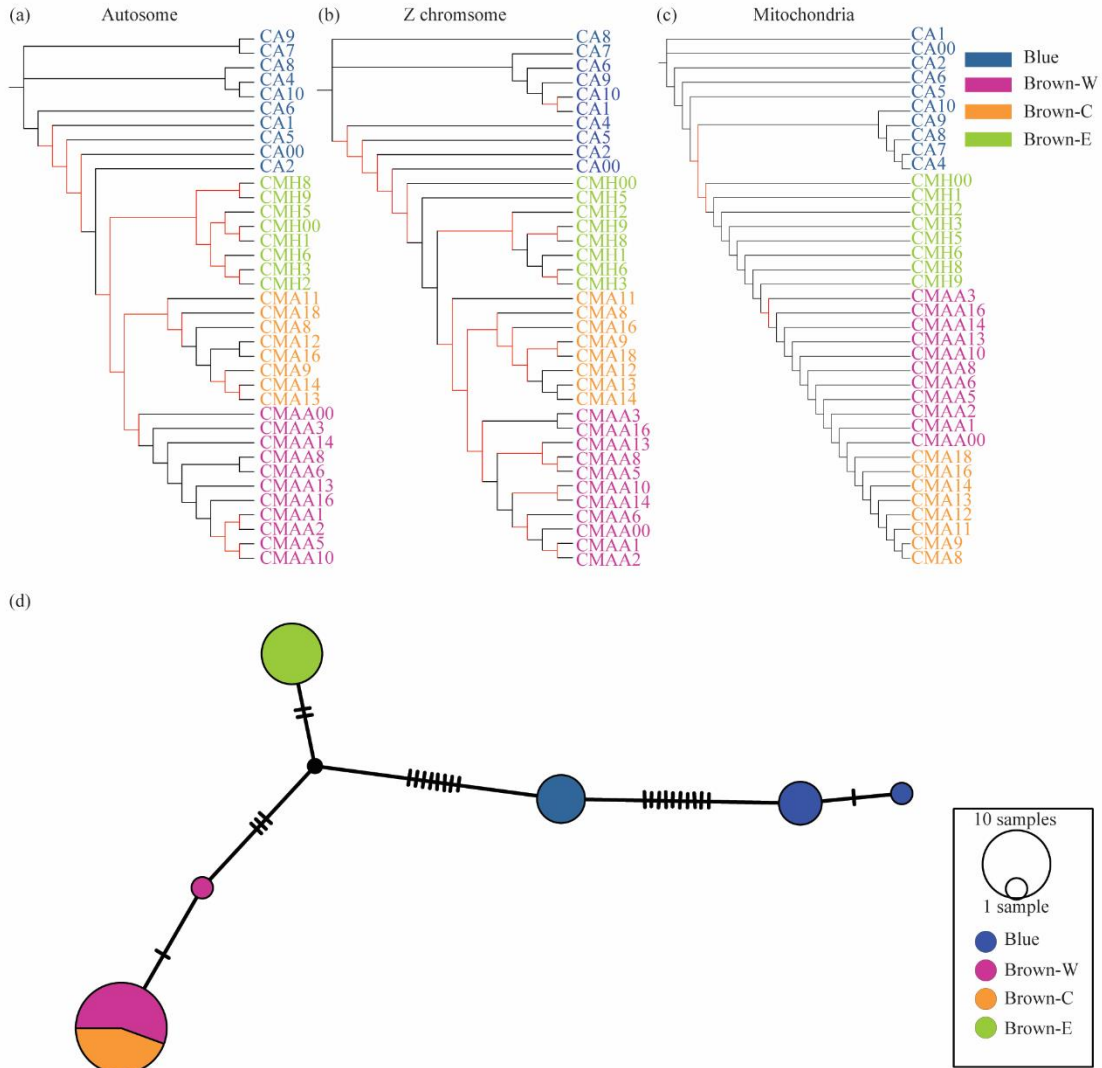 (a) Autosome
CA9
CA7
CA8
CA4
CA10
CA6
CA1
CA5
CA00
CA2
CMH8
CMH9
CMH5
CMH00
CMH1
CMH6
CMH3
CMH2
CMA11
CMA18
CMA8
CMA12
CMA16
CMA9
CMA14
CMA13
CMAA00
CMAA3
CMAA14
CMAA8
CMAA6
CMAA13
CMAA16
CMAA1
CMAA2
CMAA5
CMAA10
(b) Z chromsome
CA8
CA7
CA6
CA9
CA10
CA1
CA4
CA5
CA2
CA00
CMH00
CMH5
CMH2
CMH9
CMH8
CMH1
CMH6
CMH3
CMA11
CMA8
CMA16
CMA9
CMA18
CMA12
CMA13
CMA14
CMAA3
CMAA16
CMAA13
CMAA8
CMAA5
CMAA10
CMAA14
CMAA6
CMAA00
CMAA1
CMAA2
(c) Mitochondria
CA1
CA00
CA2
CA6
CA5
CA10
CA9
CA8
CA7
CA4
CMH00
CMH1
CMH2
CMH3
CMH5
CMH6
CMH8
CMH9
CMAA3
CMAA16
CMAA14
CMAA13
CMAA10
CMAA8
CMAA6
CMAA5
CMAA2
CMAA1
CMAA00
CMA18
CMA16
CMA14
CMA13
CMA12
CMA11
CMA9
CMA8
Blue
Brown-W
Brown-C
Brown-E
(d)
10 samples
1 sample
Blue
Brown-W
Brown-C
Brown-E